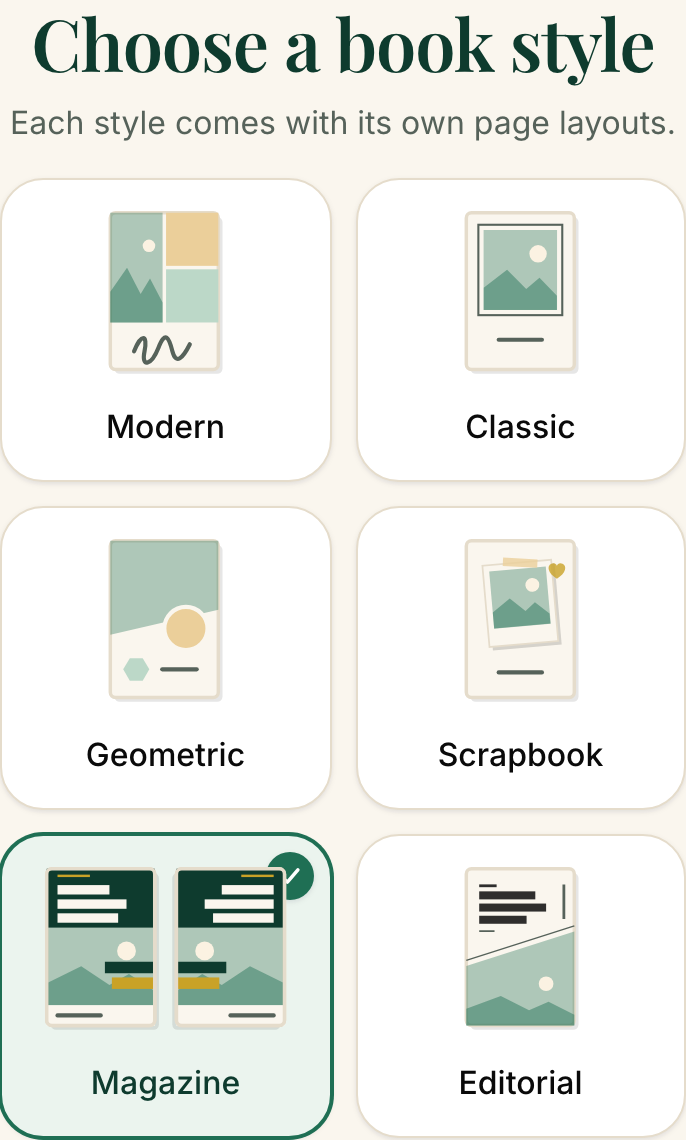 Choose a book style
Each style comes with its own page layouts.
Modern
Classic
Geometric
Scrapbook
Magazine
Editorial